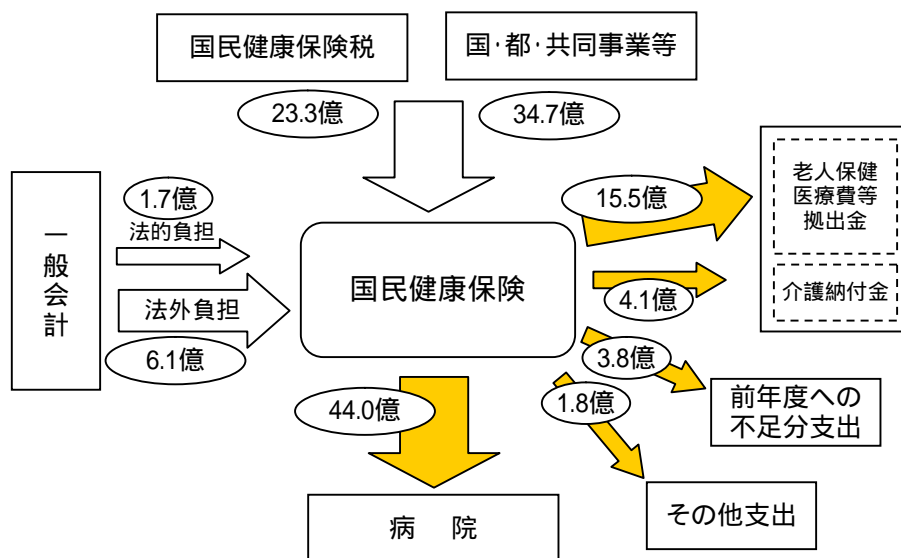 国民健康保険税
国･都･共同事業等
23.3億
34.7億
一般会計
1.7億
法的負担
法外負担
6.1億
国民健康保険
15.5億
老人保健
医療費等
拠出金
4.1億
介護納付金
3.8億
前年度への
不足分支出
1.8億
その他支出
44.0億
病 院